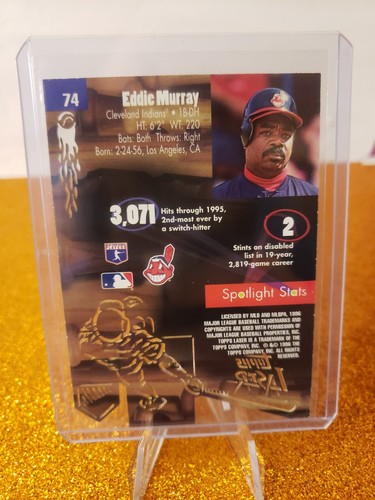 74
Eddie Murray
Cleveland Indians • 1B-DH
HT: 6'2" WT: 220
Bats: Both Throws: Right
Born: 2-24-56, Los Angeles, CA
3,071
Hits through 1995,
2nd-most ever by
a switch-hitter
2
Stints on disabled
list in 19-year,
2,819-game career
Spotlight Stats
LICENSED BY MLB AND MLBPA, 1996
MAJOR LEAGUE BASEBALL TRADEMARKS AND
COPYRIGHTS ARE USED WITH PERMISSION OF
MAJOR LEAGUE BASEBALL PROPERTIES, INC.
TOPPS LASER IS A TRADEMARK OF THE
TOPPS COMPANY, INC. © &® 1996 THE
TOPPS COMPANY, INC. ALL RIGHTS
RESERVED.
TOPPS
LASER